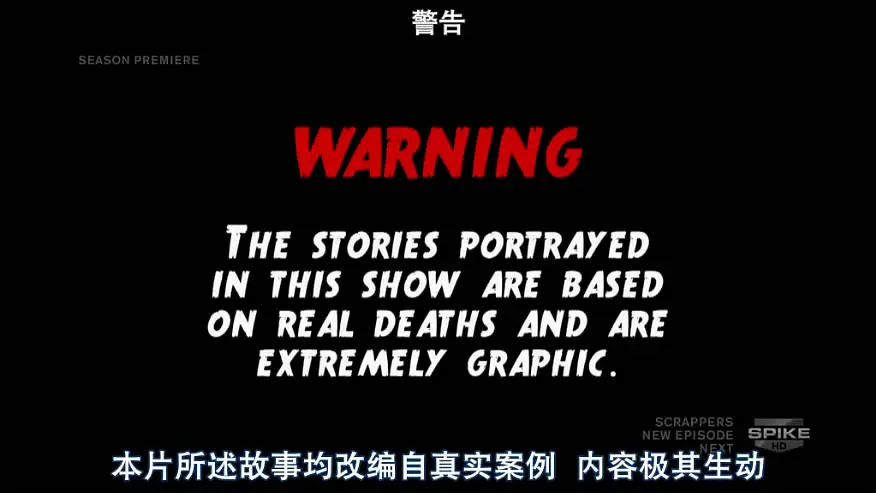 警告
SEASON PREMIERE
WARNING
THE STORIES PORTRAYED
IN THIS SHOW ARE BASED
ON REAL DEATHS AND ARE
EXTREMELY GRAPHIC.
SCRAPPERS
NEW EPISODE
NEXT
SPIKE
HD
本片所述故事均改编自真实案例 内容极其生动